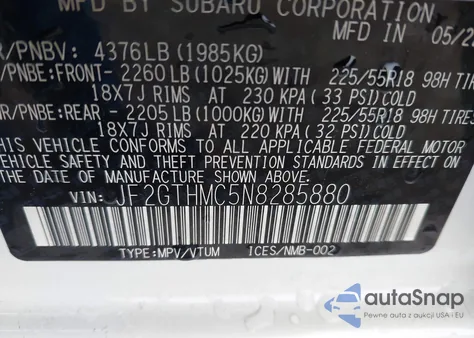 MFD BY SUBARU CORPORATION
R/PNBV: 4376LB (1985KG) MFD IN 05/2
/PNBE:FRONT- 2260 LB (1025KG) WITH 225/55R18 98H TIRE
18X7J RIMS AT 230 KPA (33 PSI) COLD
R/PNBE:REAR - 2205 LB (1000KG) WITH 225/55R18 98H TIRES
18X7J RIMS AT 220 KPA (32 PSI) COLD
THIS VEHICLE CONFORMS TO ALL APPLICABLE FEDERAL MOTOR
VEHICLE SAFETY AND THEFT PREVENTION STANDARDS IN EFFECT
THE DATE OF MANUFACTURE SHOWN ABOVE.
VIN: JF2GTHMC5N8285880
TYPE:MPV/VTUM ICES/NMB-002
autoSnap
Pewne auta z aukcji USA i EU